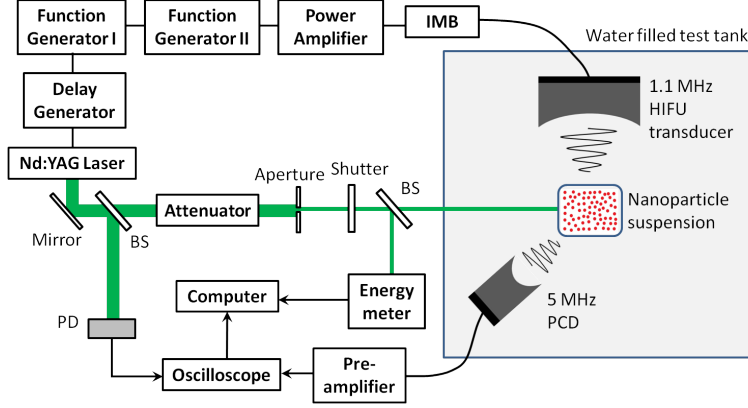 Function
Generator I
Function
Generator II
Power
Amplifier
IMB
Water filled test tank
Delay
Generator
1.1 MHz
HIFU
transducer
Nd:YAG Laser
Aperture
Shutter
BS
Attenuator
Mirror
BS
Nanoparticle
suspension
Computer
Energy
meter
5 MHz
PCD
PD
Oscilloscope
Pre-
amplifier